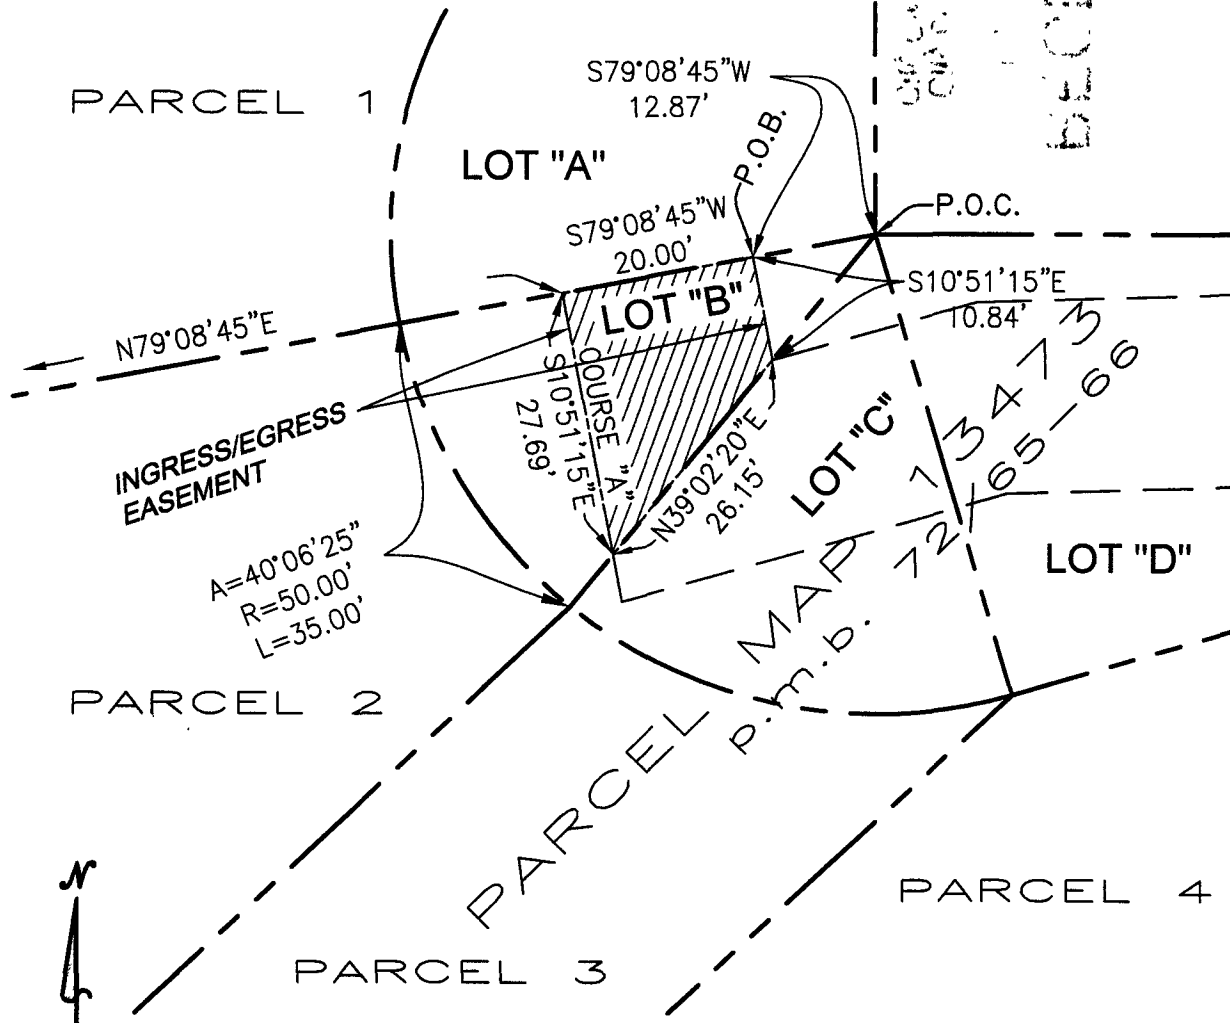 PARCEL 1
S79°08'45"W
12.87'
LOT "A"
P.O.B.
S79°08'45"W
20.00'
P.O.C.
LOT "B"
S10°51'15"E
10.84'
N79°08'45"E
INGRESS/EGRESS
EASEMENT
COURSE "A"
S10°51'15"E
27.69'
N39°02'20"E
26.15'
LOT "C"
A=40°06'25"
R=50.00'
L=35.00'
LOT "D"
PARCEL MAP 13473
p.m.b. 72/65-66
PARCEL 2
N
PARCEL 4
PARCEL 3